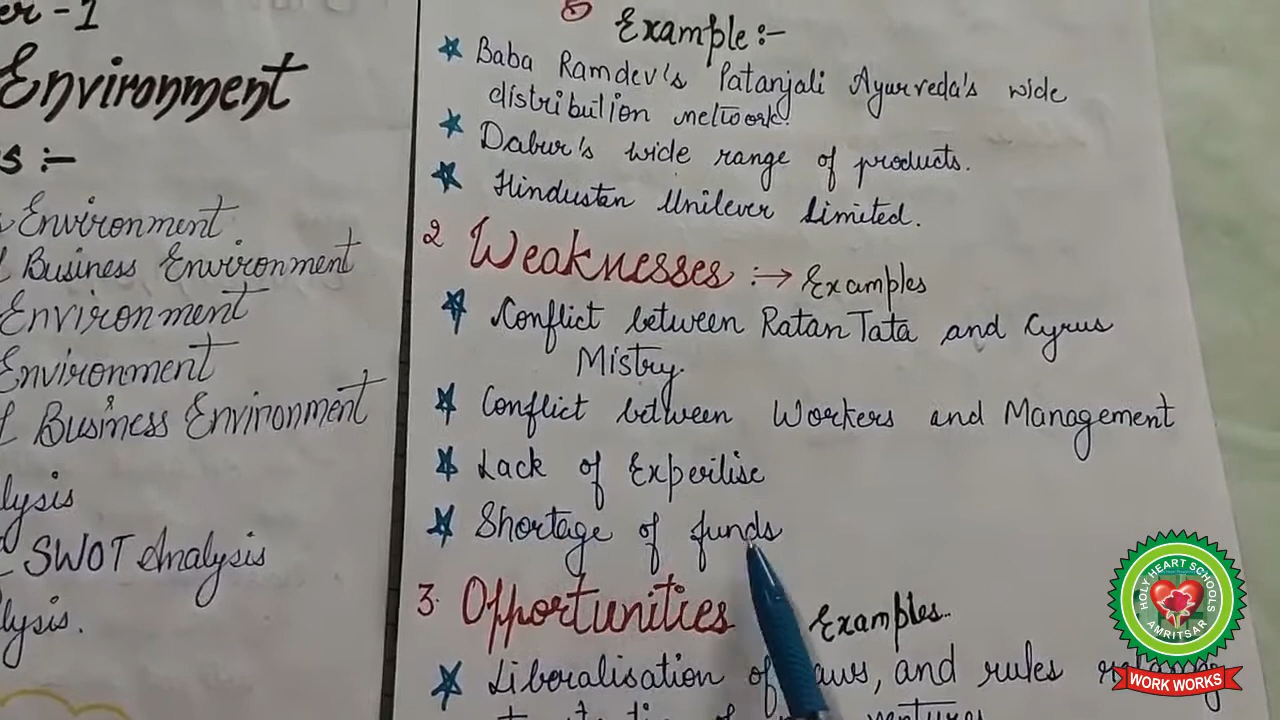 er-1
Environment
s :-
s Environment
f Business Environment
Environment
Environment
f Business Environment
lysis
SWOT Analysis
lysis.
Example:-
Baba Ramdev's Patanjali Ayurveda's wide
distribution network.
Dabur's wide range of products.
Hindustan Unilever Limited.
2 Weaknesses :→ Examples
Conflict between Ratan Tata and Cyrus
Mistry.
Conflict between Workers and Management
Lack of Expertise
Shortage of funds
3. Opportunities Examples..
Liberalisation of laws, and rules
ventures
HOLY HEART SCHOOLS
AMRITSAR
WORK WORKS